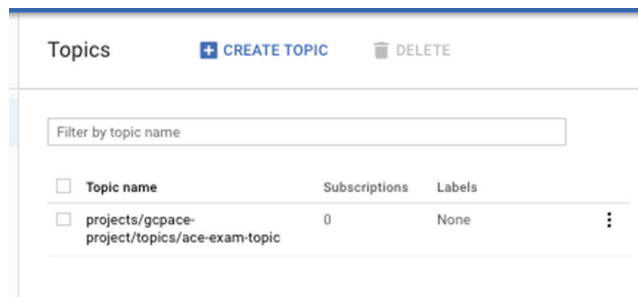 Topics CREATE TOPIC DELETE
Filter by topic name
Topic name Subscriptions Labels
projects/gcpace- 0 None
project/topics/ace-exam-topic